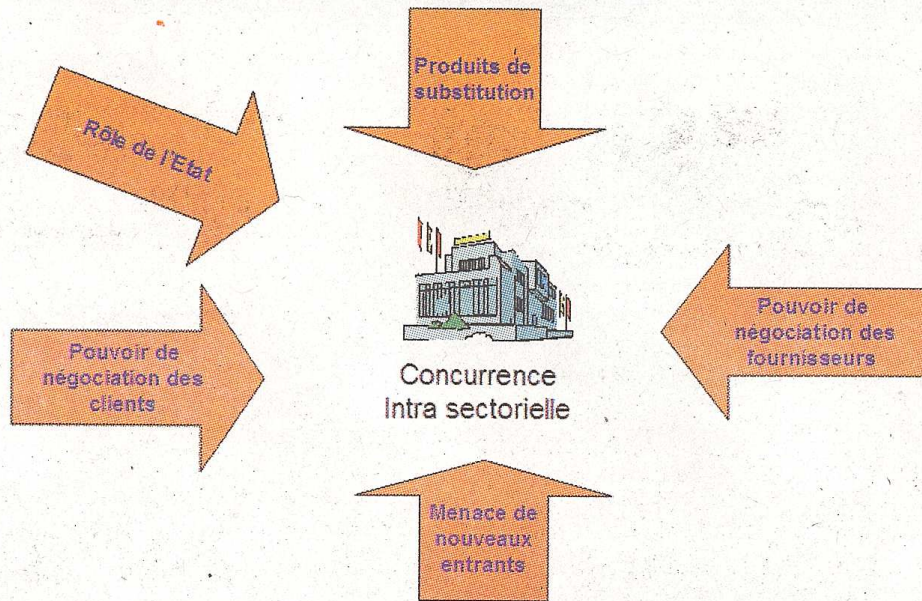 Produits de
substitution
Rôle de l'Etat
Pouvoir de
négociation des
clients
Concurrence
Intra sectorielle
Pouvoir de
négociation des
fournisseurs
Menace de
nouveaux
entrants